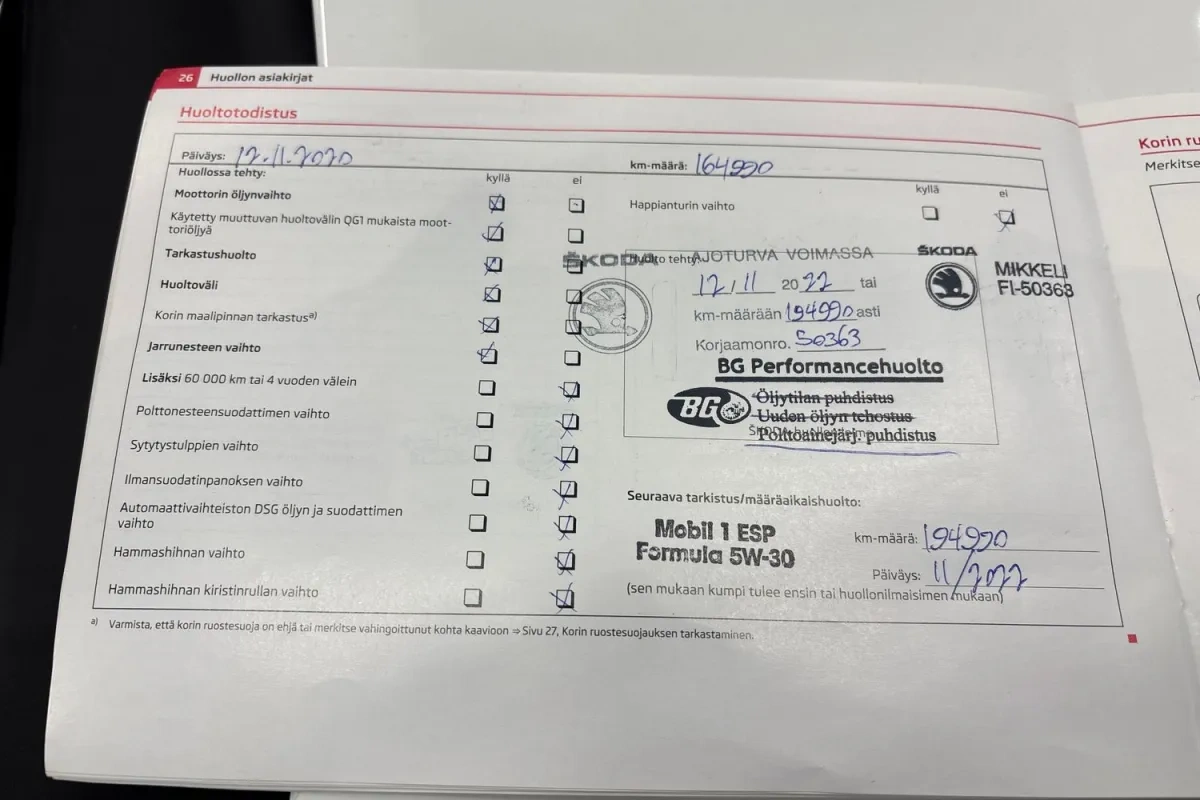 26 Huollon asiakirjat
Huoltotodistus
Päiväys: 12.11.2020
km-määrä: 164990
Huollossa tehty:
kyllä ei
kyllä ei
Moottorin öljynvaihto
Käytetty muuttuvan huoltovälin QG1 mukaista moot-
toriöljyä
Tarkastushuolto
Huoltoväli
Korin maalipinnan tarkastus a)
Jarrunesteen vaihto
Lisäksi 60 000 km tai 4 vuoden välein
Polttonesteensuodattimen vaihto
Sytytystulppien vaihto
Ilmansuodatinpanoksen vaihto
Automaattivaihteiston DSG öljyn ja suodattimen
vaihto
Hammashihnan vaihto
Hammashihnan kiristinrullan vaihto
Happianturin vaihto
ŠKODA
Huolto tehty:
AJOTURVA VOIMASSA
12.11 2022 tai
km-määrään 194990 asti
Korjaamonro. 50363
ŠKODA
MIKKELI
FI-50363
BG Performancehuolto
BG
Öljytilan puhdistus
Uuden öljyn tehostus
Polttoainejärj. puhdistus
Seuraava tarkistus/määräaikaishuolto:
Mobil 1 ESP
Formula 5W-30
km-määrä: 194990
Päiväys: 11/2022
(sen mukaan kumpi tulee ensin tai huollonilmaisimen mukaan)
a) Varmista, että korin ruostesuoja on ehjä tai merkitse vahingoittunut kohta kaavioon ⇒ Sivu 27, Korin ruostesuojauksen tarkastaminen.
Korin ru
Merkitse